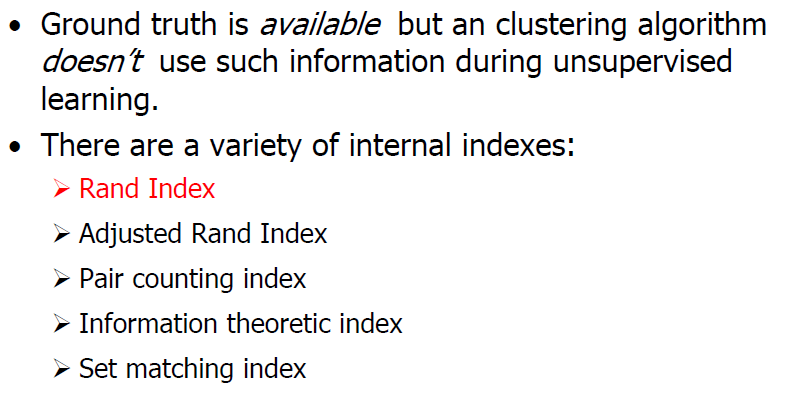 • Ground truth is available but an clustering algorithm
doesn't use such information during unsupervised
learning.
• There are a variety of internal indexes:
➢ Rand Index
➢ Adjusted Rand Index
➢ Pair counting index
➢ Information theoretic index
➢ Set matching index